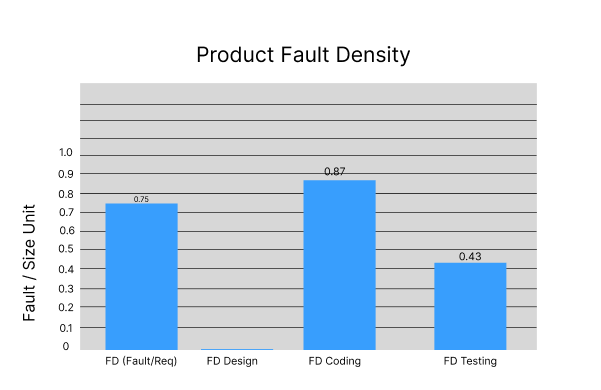 Product Fault Density
Fault / Size Unit
1.0
0.9
0.8
0.7
0.6
0.5
0.4
0.3
0.2
0.1
0
0.75
0.87
0.43
FD (Fault/Req)
FD Design
FD Coding
FD Testing